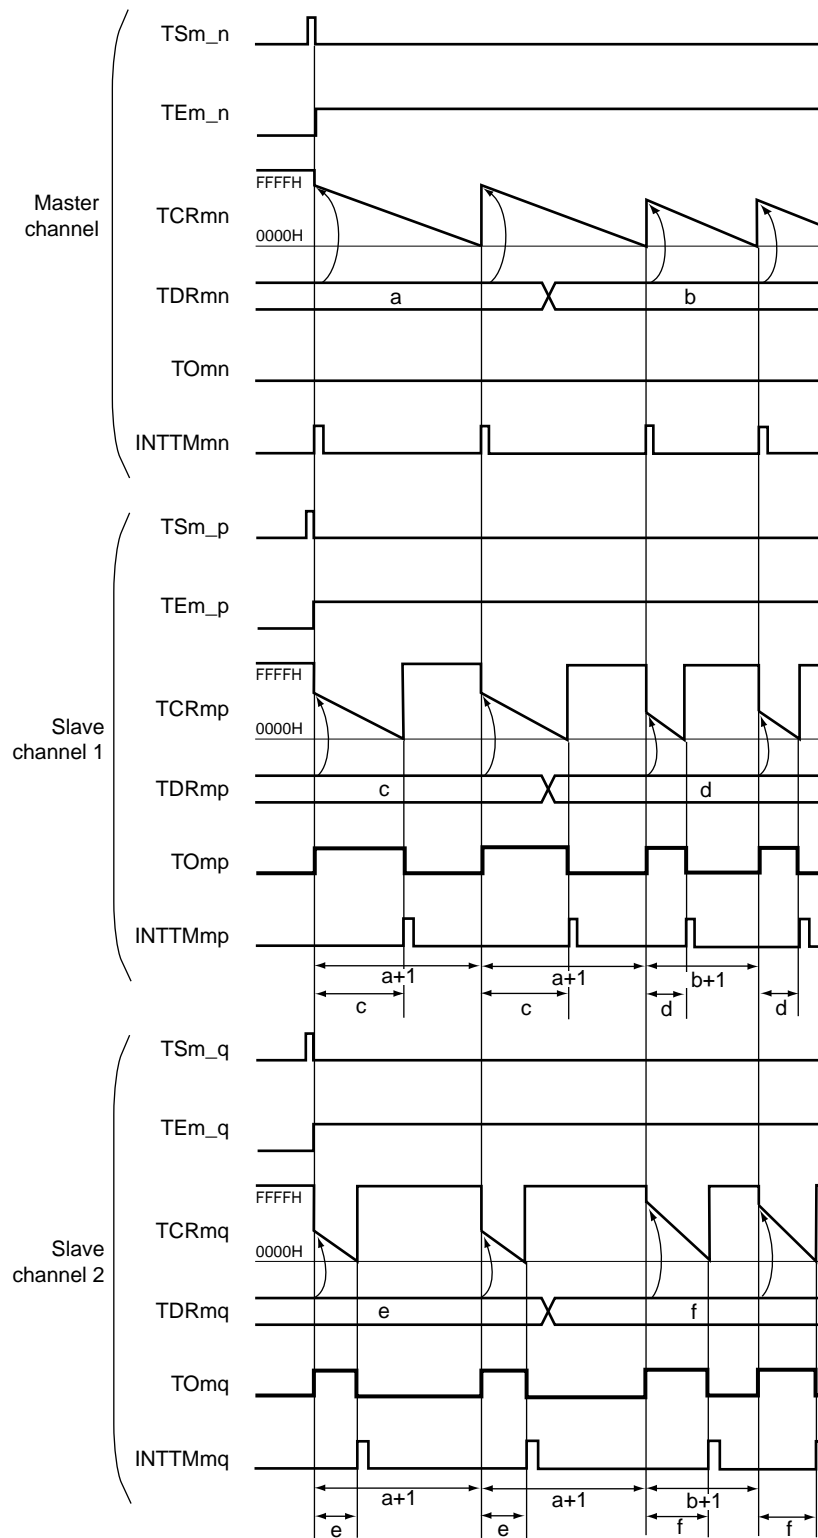 Master
channel
TSm_n
TEm_n
FFFFH
TCRmn
0000H
TDRmn
a
b
TOmn
INTTMmn
Slave
channel 1
TSm_p
TEm_p
FFFFH
TCRmp
0000H
TDRmp
c
d
TOmp
INTTMmp
a+1
a+1
b+1
c
c
d
d
Slave
channel 2
TSm_q
TEm_q
FFFFH
TCRmq
0000H
TDRmq
e
f
TOmq
INTTMmq
a+1
a+1
b+1
e
e
f
f